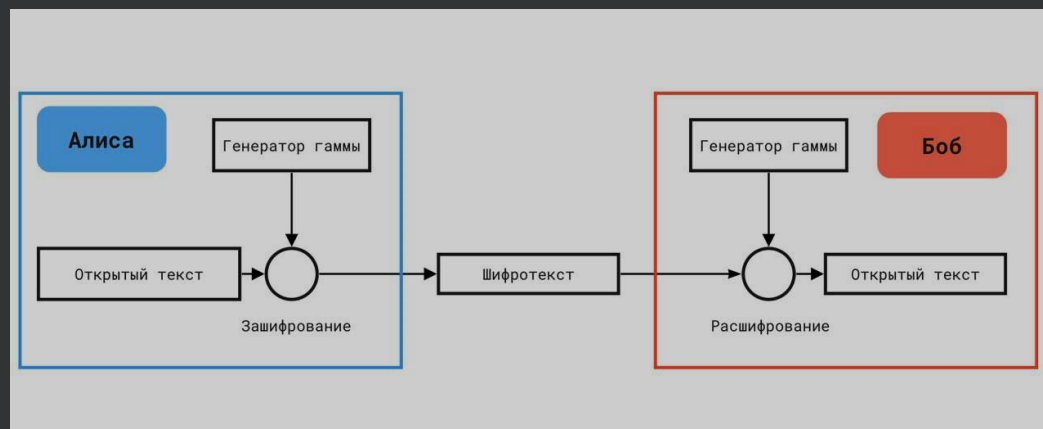 Алиса
Генератор гаммы
Генератор гаммы
Боб
Открытый текст
Шифротекст
Открытый текст
Зашифрование
Расшифрование